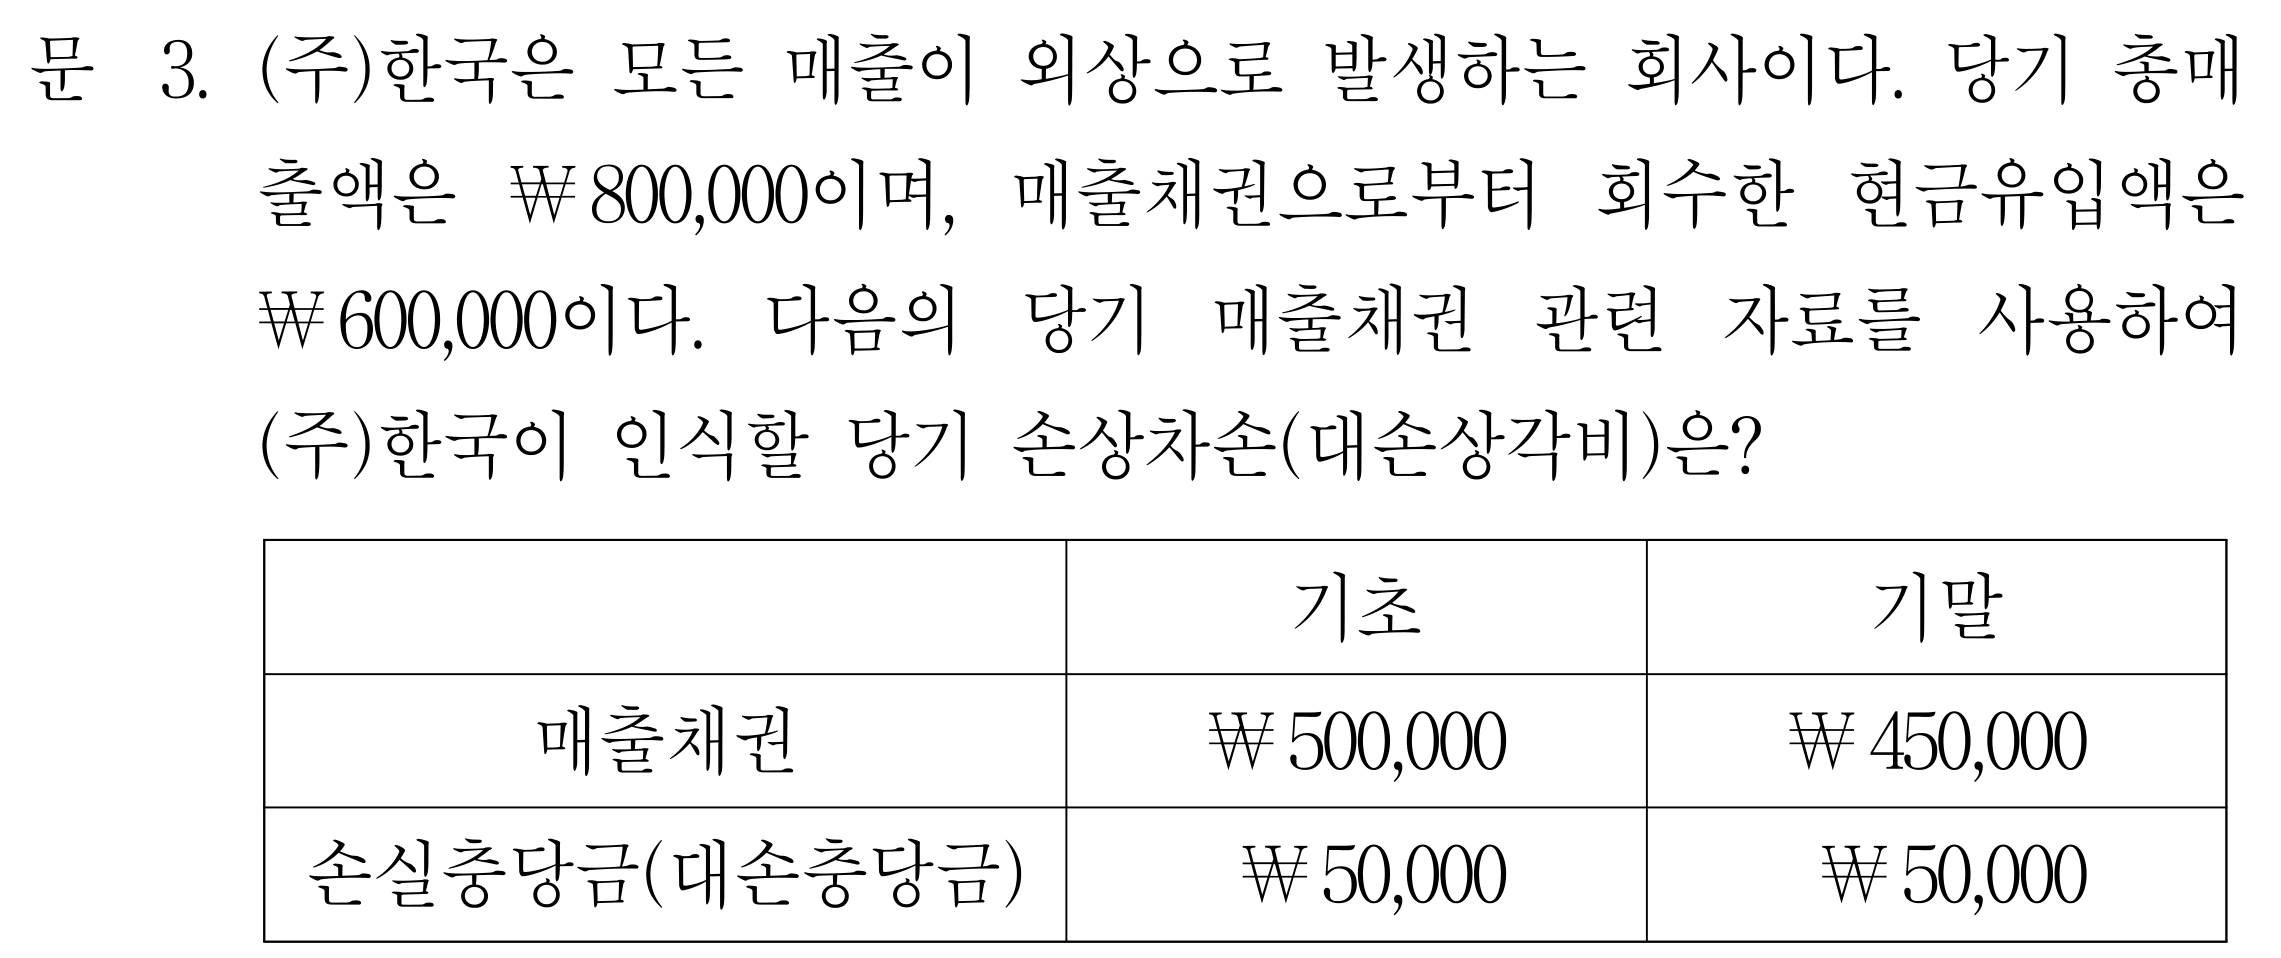 문 3. (주)한국은 모든 매출이 외상으로 발생하는 회사이다. 당기 총매
출액은 ₩800,000이며, 매출채권으로부터 회수한 현금유입액은
₩600,000이다. 다음의 당기 매출채권 관련 자료를 사용하여
(주)한국이 인식할 당기 손상차손(대손상각비)은?
기초 기말
매출채권 ₩500,000 ₩450,000
손실충당금(대손충당금) ₩50,000 ₩50,000